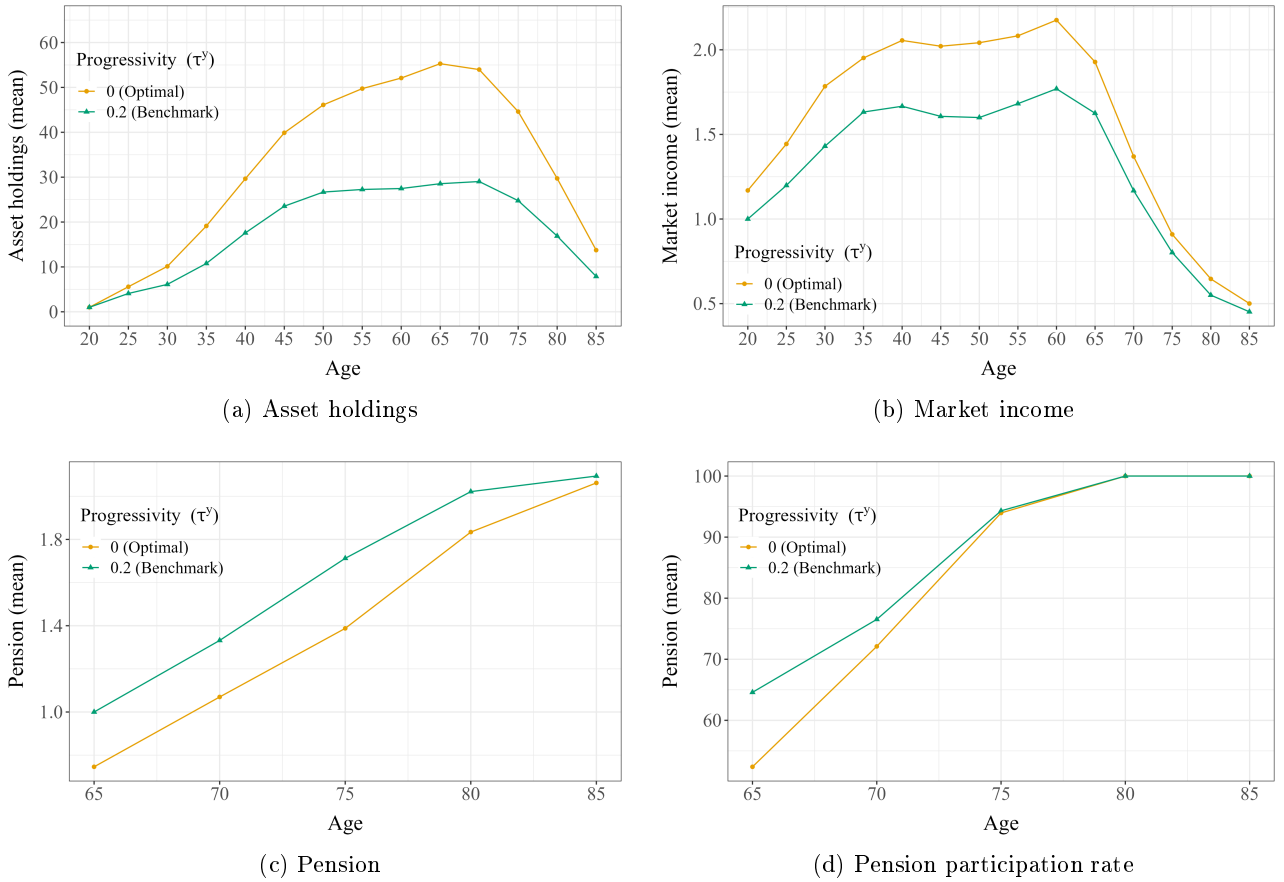 Asset holdings (mean)
60
50
40
30
20
10
0
Progressivity (τʸ)
0 (Optimal)
0.2 (Benchmark)
20 25 30 35 40 45 50 55 60 65 70 75 80 85
Age
(a) Asset holdings
Market income (mean)
2.0
1.5
1.0
0.5
Progressivity (τʸ)
0 (Optimal)
0.2 (Benchmark)
20 25 30 35 40 45 50 55 60 65 70 75 80 85
Age
(b) Market income
Pension (mean)
1.8
1.4
1.0
Progressivity (τʸ)
0 (Optimal)
0.2 (Benchmark)
65 70 75 80 85
Age
(c) Pension
Pension (mean)
100
90
80
70
60
Progressivity (τʸ)
0 (Optimal)
0.2 (Benchmark)
65 70 75 80 85
Age
(d) Pension participation rate